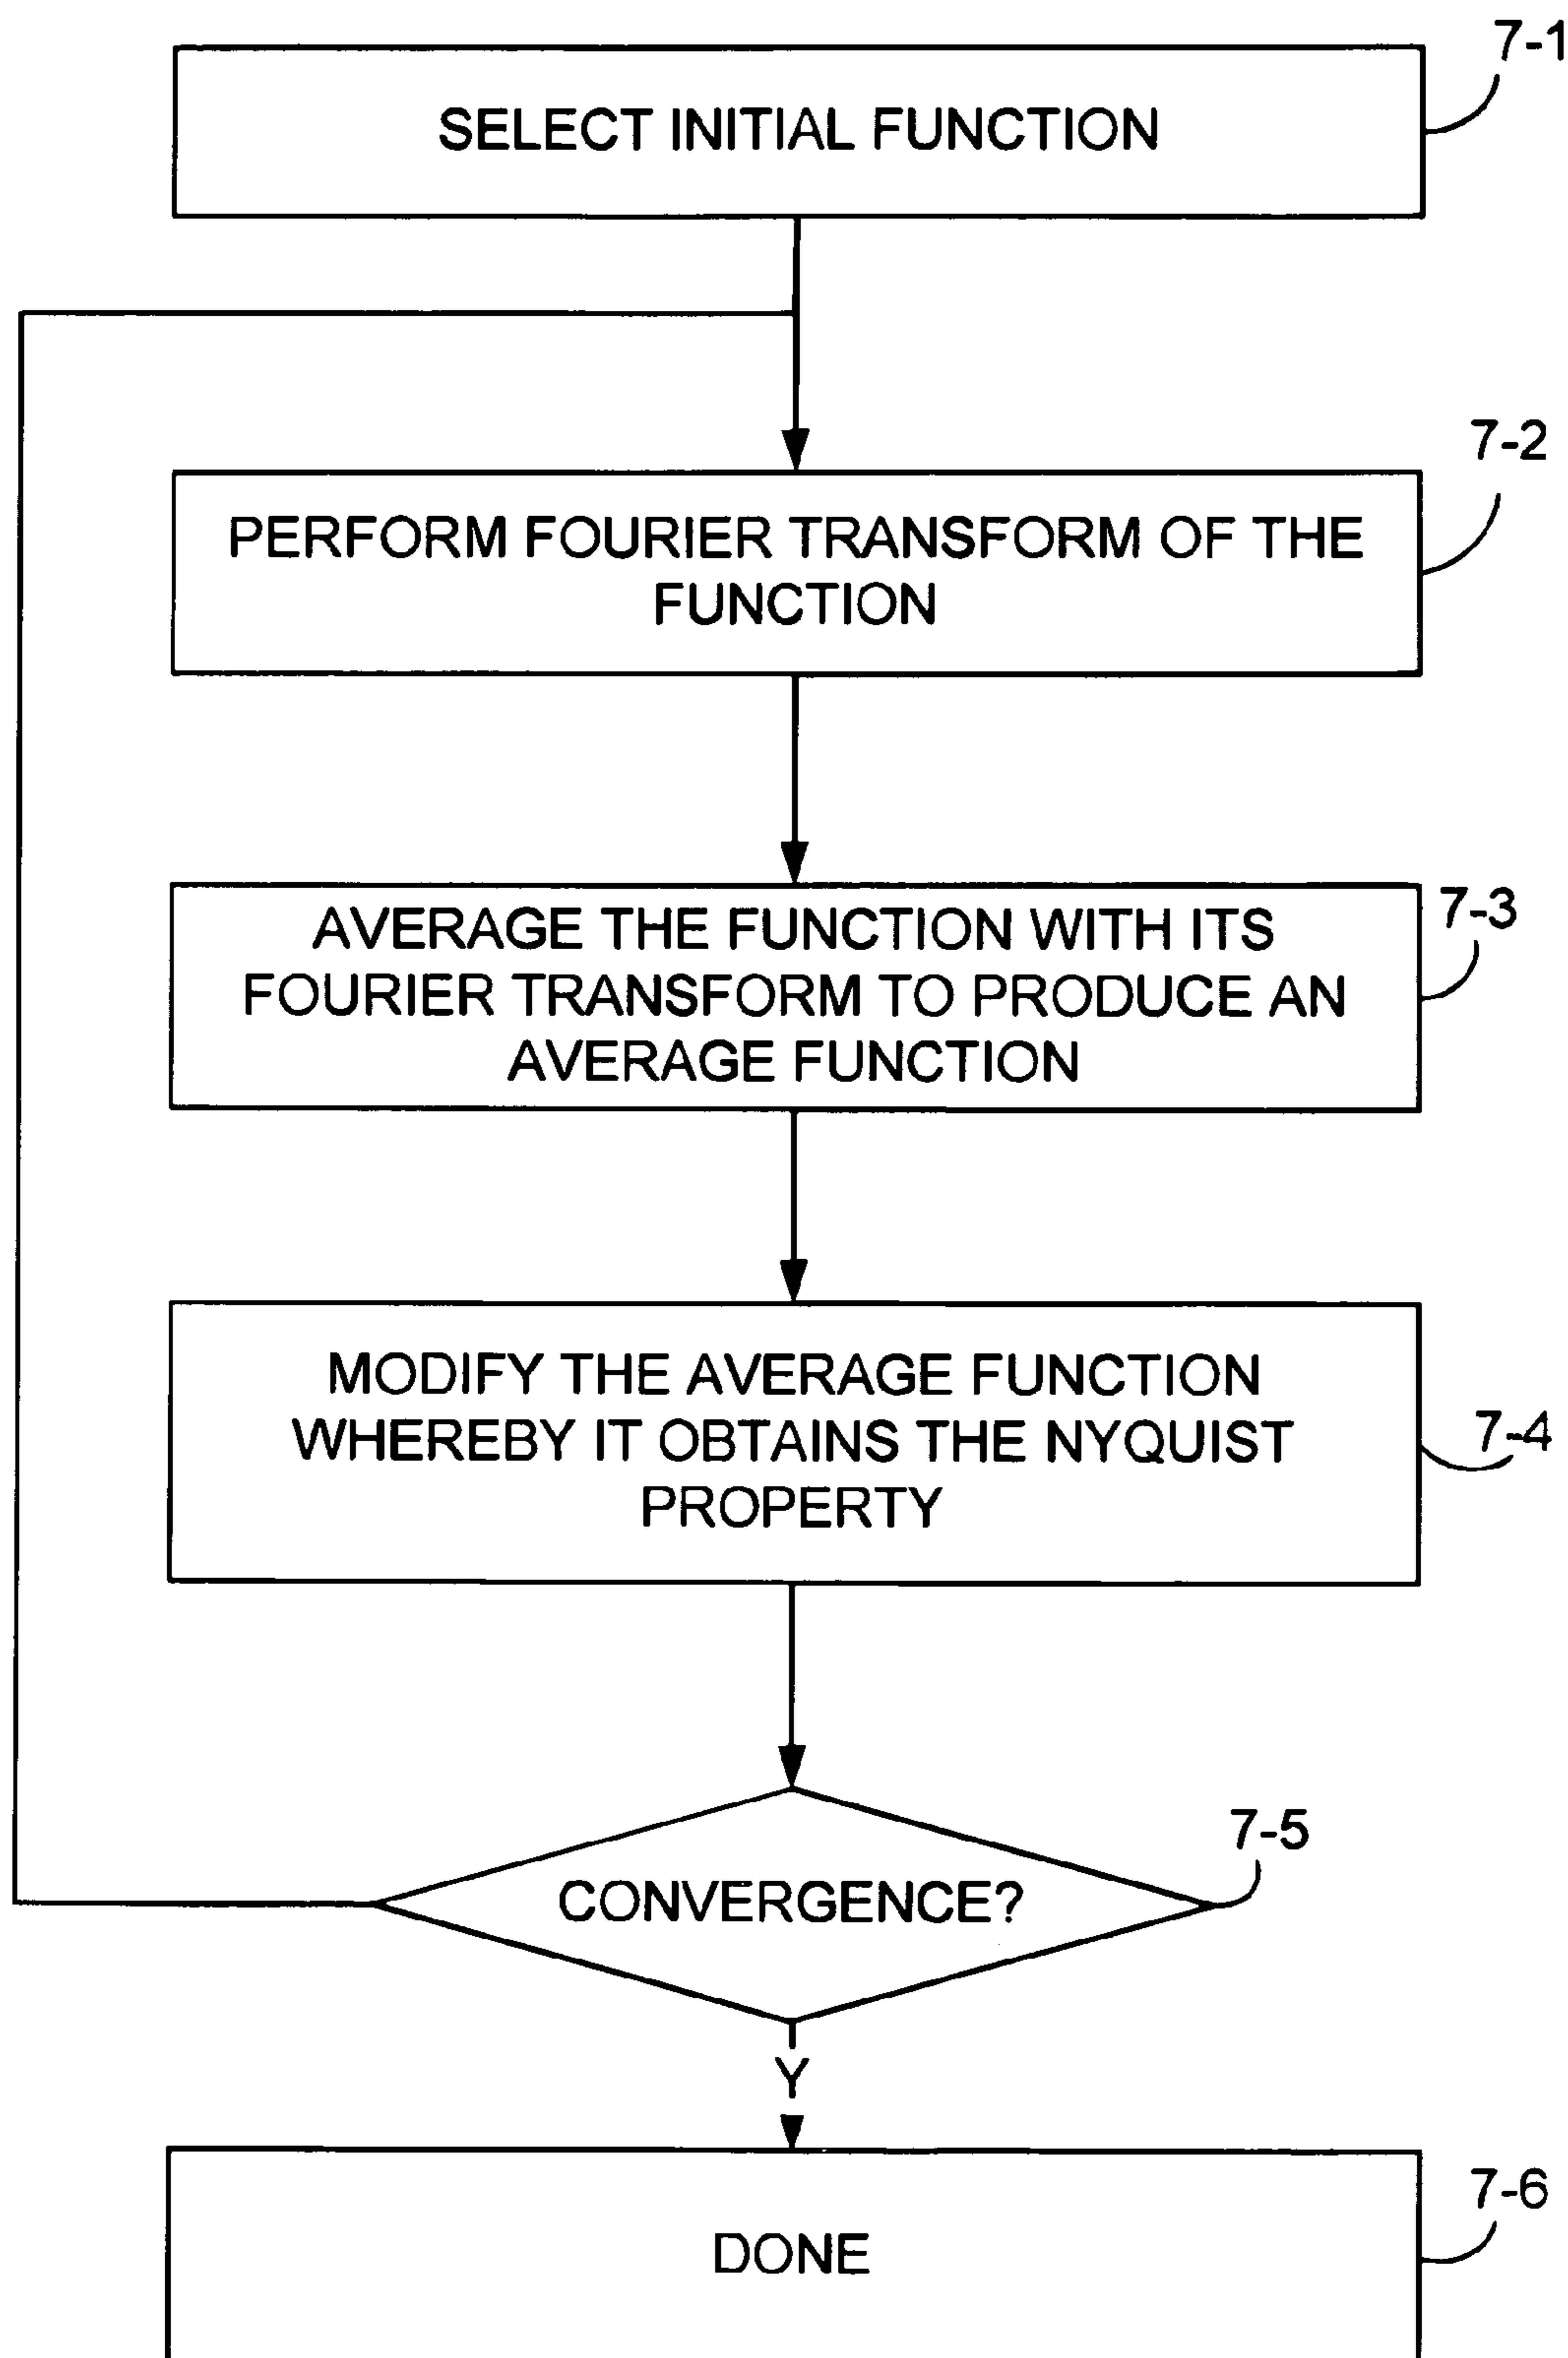 7-1
SELECT INITIAL FUNCTION
7-2
PERFORM FOURIER TRANSFORM OF THE
FUNCTION
7-3
AVERAGE THE FUNCTION WITH ITS
FOURIER TRANSFORM TO PRODUCE AN
AVERAGE FUNCTION
MODIFY THE AVERAGE FUNCTION
WHEREBY IT OBTAINS THE NYQUIST
PROPERTY
7-4
7-5
CONVERGENCE?
Y
7-6
DONE